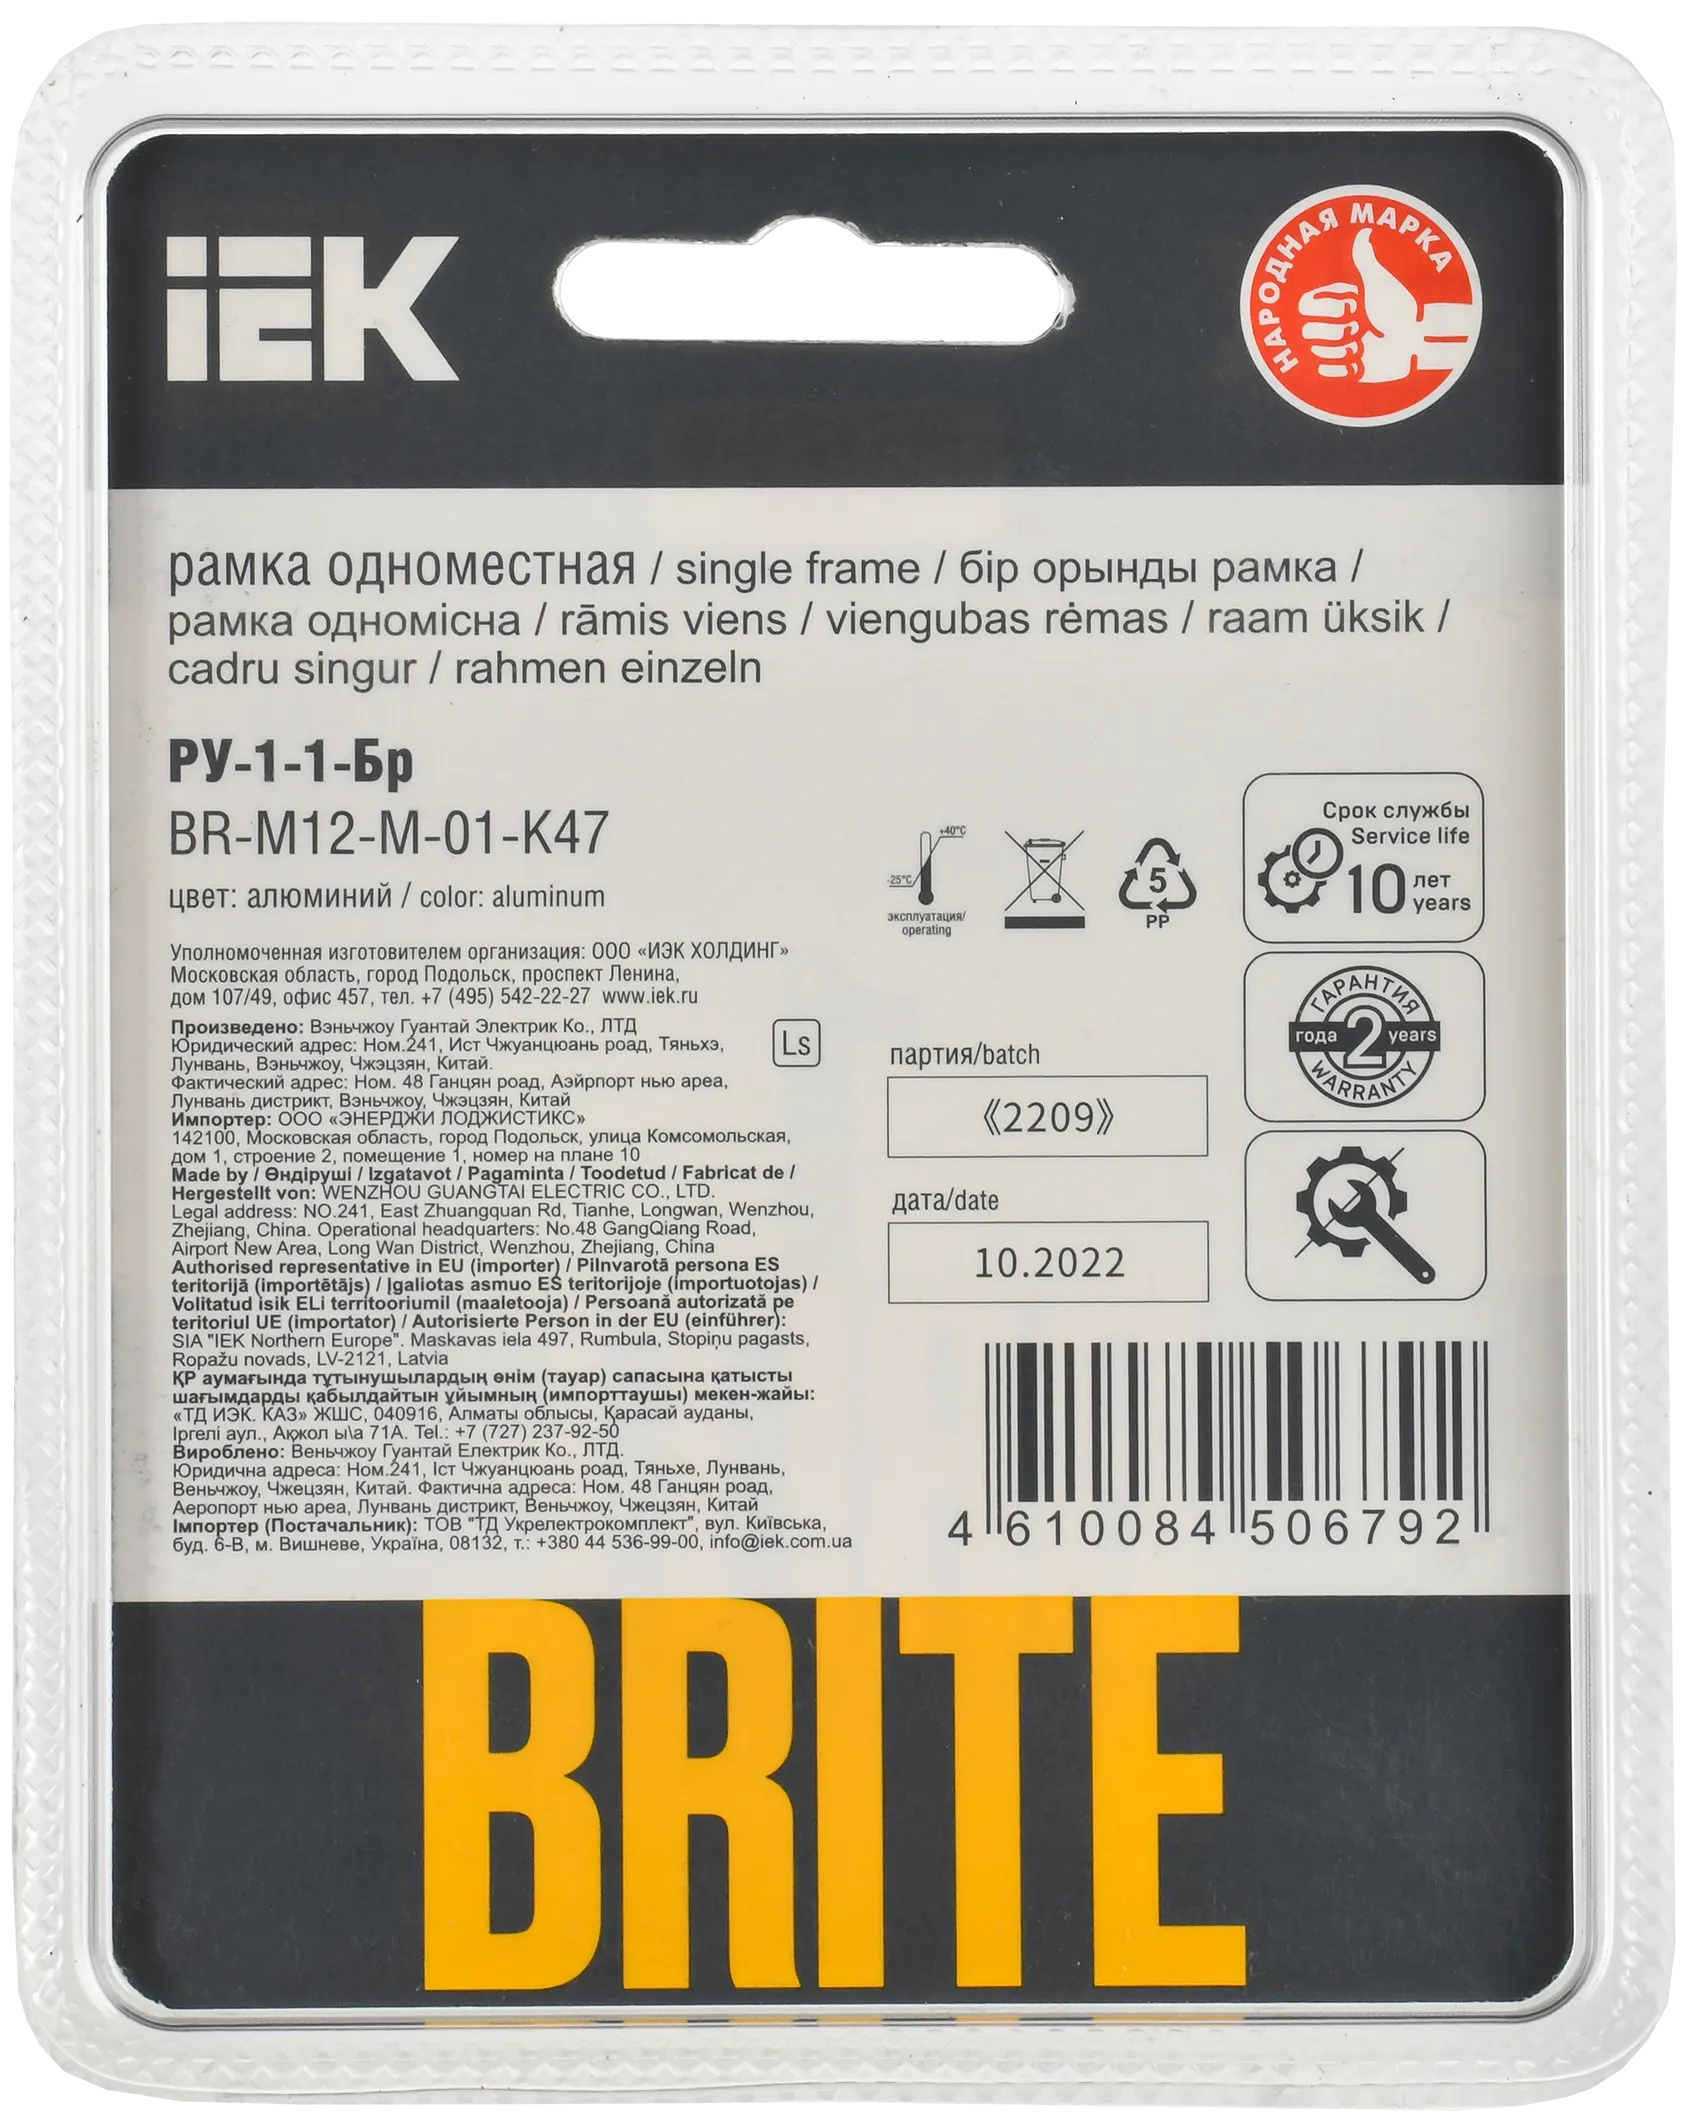 IEK
НАРОДНАЯ МАРКА
рамка одноместная / single frame / бір орынды рамка /
рамка одномісна / rāmis viens / viengubas rėmas / raam üksik /
cadru singur / rahmen einzeln
РУ-1-1-Бр
BR-M12-M-01-K47
цвет: алюминий / color: aluminum
+40°C
-25°C
эксплуатация/
operating
5
PP
Срок службы
Service life
10 лет
years
Уполномоченная изготовителем организация: ООО «ИЭК ХОЛДИНГ»
Московская область, город Подольск, проспект Ленина,
дом 107/49, офис 457, тел. +7 (495) 542-22-27 www.iek.ru
Произведено: Вэньчжоу Гуантай Электрик Ко., ЛТД
Юридический адрес: Ном.241, Ист Чжуанцюань роад, Тяньхэ,
Лунвань, Вэньчжоу, Чжэцзян, Китай.
Фактический адрес: Ном. 48 Ганцян роад, Аэйрпорт нью ареа,
Лунвань дистрикт, Вэньчжоу, Чжэцзян, Китай
Импортер: ООО «ЭНЕРДЖИ ЛОДЖИСТИКС»
142100, Московская область, город Подольск, улица Комсомольская,
дом 1, строение 2, помещение 1, номер на плане 10
Made by / Өндіруші / Izgatavot / Pagaminta / Toodetud / Fabricat de /
Hergestellt von: WENZHOU GUANGTAI ELECTRIC CO., LTD.
Legal address: NO.241, East Zhuangquan Rd, Tianhe, Longwan, Wenzhou,
Zhejiang, China. Operational headquarters: No.48 GangQiang Road,
Airport New Area, Long Wan District, Wenzhou, Zhejiang, China
Authorised representative in EU (importer) / Pilnvarotā persona ES
teritorijā (importētājs) / Įgaliotas asmuo ES teritorijoje (importuotojas) /
Volitatud isik ELi territooriumil (maaletooja) / Persoană autorizată pe
teritoriul UE (importator) / Autorisierte Person in der EU (einführer):
SIA "IEK Northern Europe". Maskavas iela 497, Rumbula, Stopiņu pagasts,
Ropažu novads, LV-2121, Latvia
ҚР аумағында тұтынушылардың өнім (тауар) сапасына қатысты
шағымдарды қабылдайтын ұйымның (импорттаушы) мекен-жайы:
«ТД ИЭК. КАЗ» ЖШС, 040916, Алматы облысы, Қарасай ауданы,
Іргелі аул., Ақжол ы\а 71А. Tel.: +7 (727) 237-92-50
Вироблено: Веньчжоу Гуантай Електрик Ко., ЛТД.
Юридична адреса: Ном.241, Іст Чжуанцюань роад, Тяньхе, Лунвань,
Веньчжоу, Чжецзян, Китай. Фактична адреса: Ном. 48 Ганцян роад,
Аеропорт нью ареа, Лунвань дистрикт, Веньчжоу, Чжецзян, Китай
Імпортер (Постачальник): ТОВ "ТД Укрелектрокомплект", вул. Київська,
буд. 6-В, м. Вишневе, Україна, 08132, т.: +380 44 536-99-00, info@iek.com.ua
Ls
партия/batch
《2209》
дата/date
10.2022
ГАРАНТИЯ
года 2 years
WARRANTY
4 610084 506792
BRITE